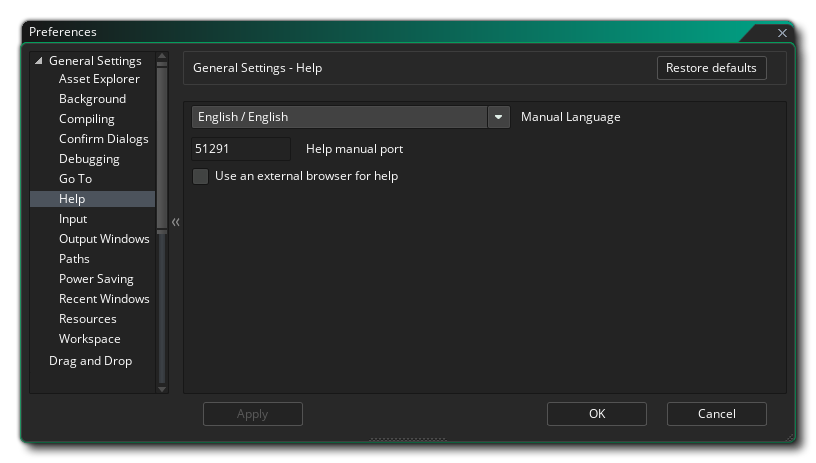 Preferences
General Settings
Asset Explorer
Background
Compiling
Confirm Dialogs
Debugging
Go To
Help
Input
Output Windows
Paths
Power Saving
Recent Windows
Resources
Workspace
Drag and Drop
General Settings - Help
Restore defaults
English / English
Manual Language
51291
Help manual port
Use an external browser for help
Apply
OK
Cancel